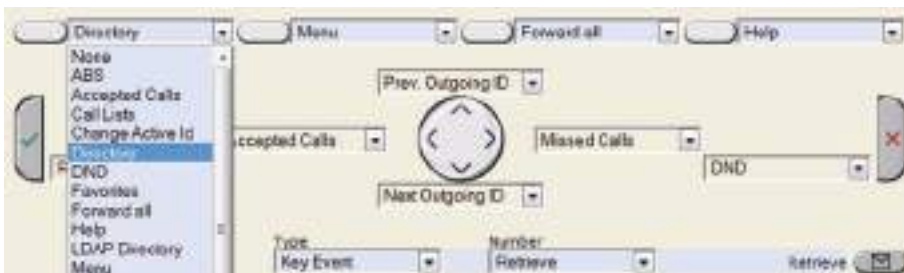 Directory Menu Forward all Help
None
ABS
Accepted Calls
Call Lists
Change Active Id
Directory
DND
Favorites
Forward all
Help
LDAP Directory
Menu
Prev. Outgoing ID
ccepted Calls
Missed Calls
DND
Next Outgoing ID
Type Number
Key Event Retrieve Retrieve